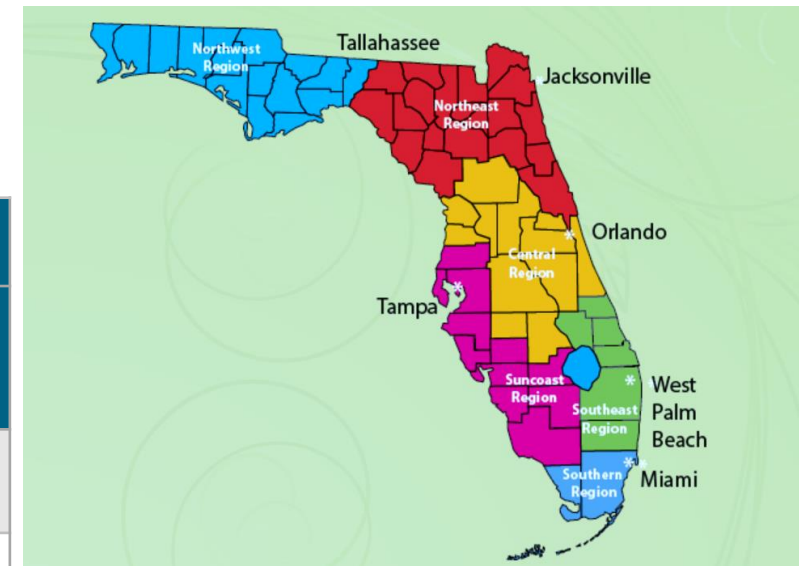 Northwest
Region
Tallahassee
Jacksonville
Northeast
Region
Orlando
Central
Region
Tampa
Suncoast
Region
West
Palm
Beach
Southeast
Region
Southern
Region
Miami